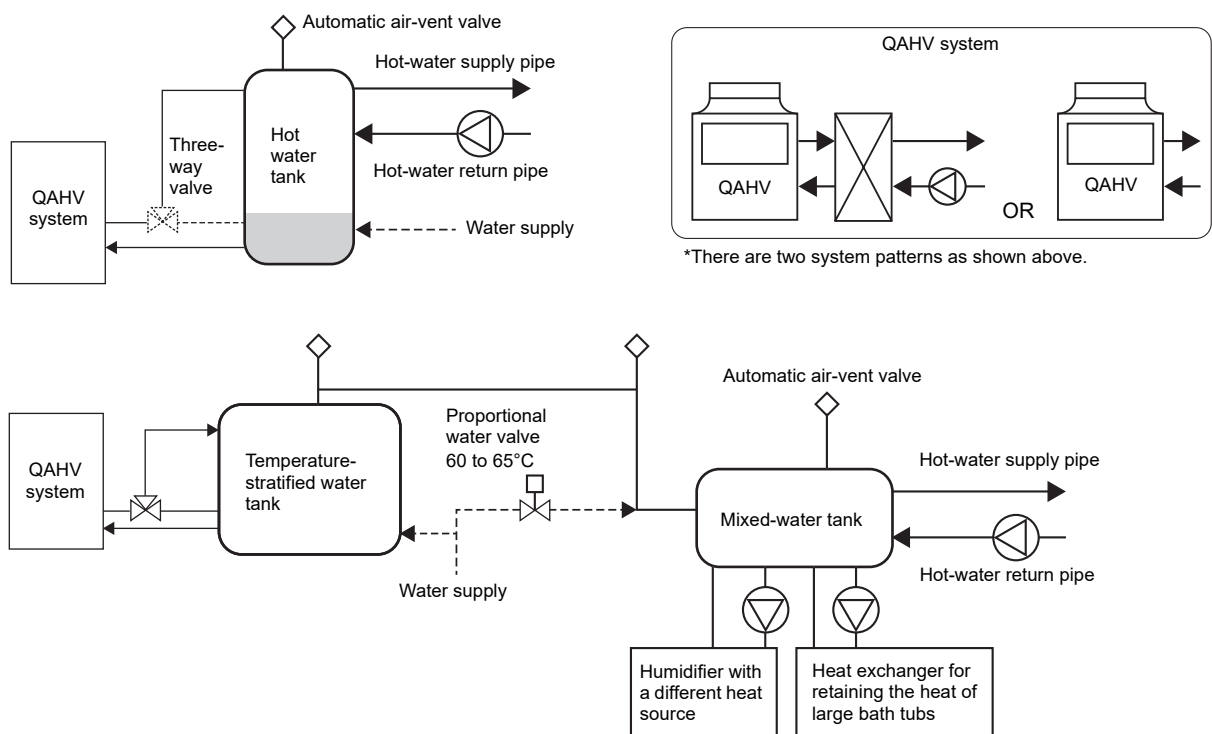 Automatic air-vent valve
Hot-water supply pipe
Three-
way
valve
Hot
water
tank
Hot-water return pipe
QAHV
system
Water supply
QAHV system
QAHV
QAHV
OR
*There are two system patterns as shown above.
Automatic air-vent valve
Proportional
water valve
60 to 65°C
QAHV
system
Temperature-
stratified water
tank
Hot-water supply pipe
Mixed-water tank
Water supply
Hot-water return pipe
Humidifier with
a different heat
source
Heat exchanger for
retaining the heat of
large bath tubs